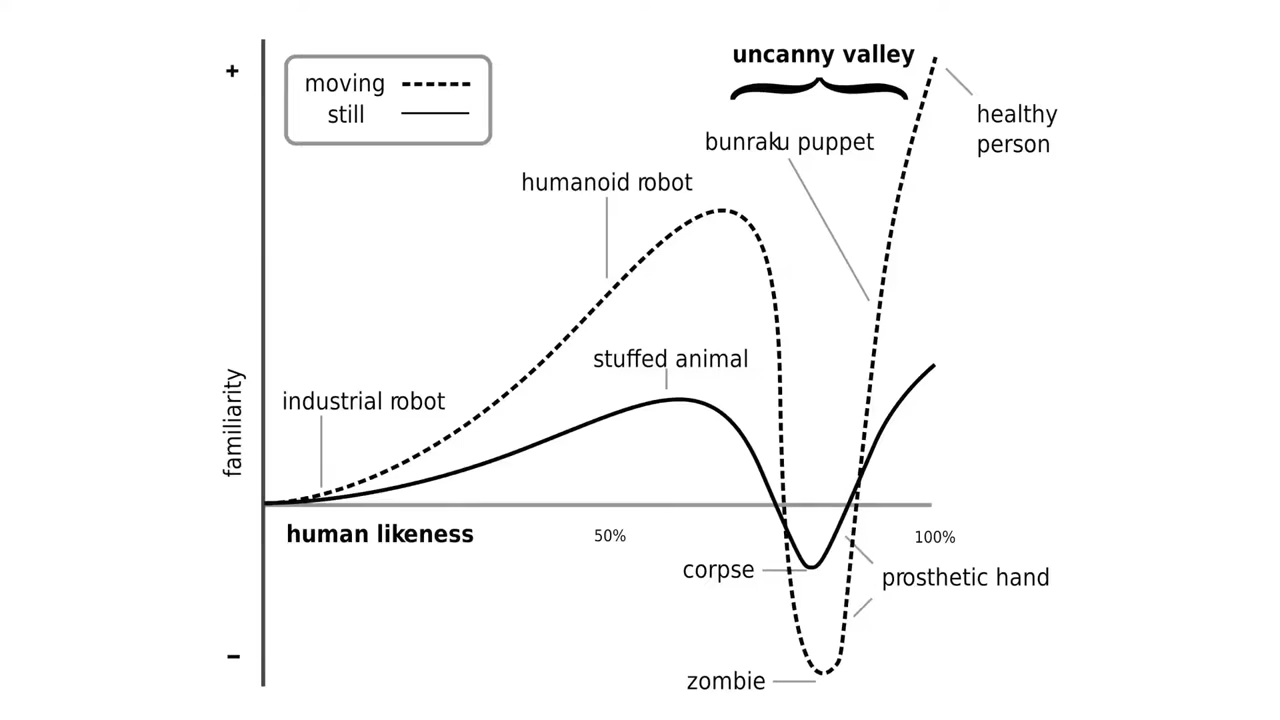 +
moving
still
uncanny valley
healthy
person
bunraku puppet
humanoid robot
stuffed animal
industrial robot
familiarity
human likeness
50%
100%
corpse
prosthetic hand
zombie
–